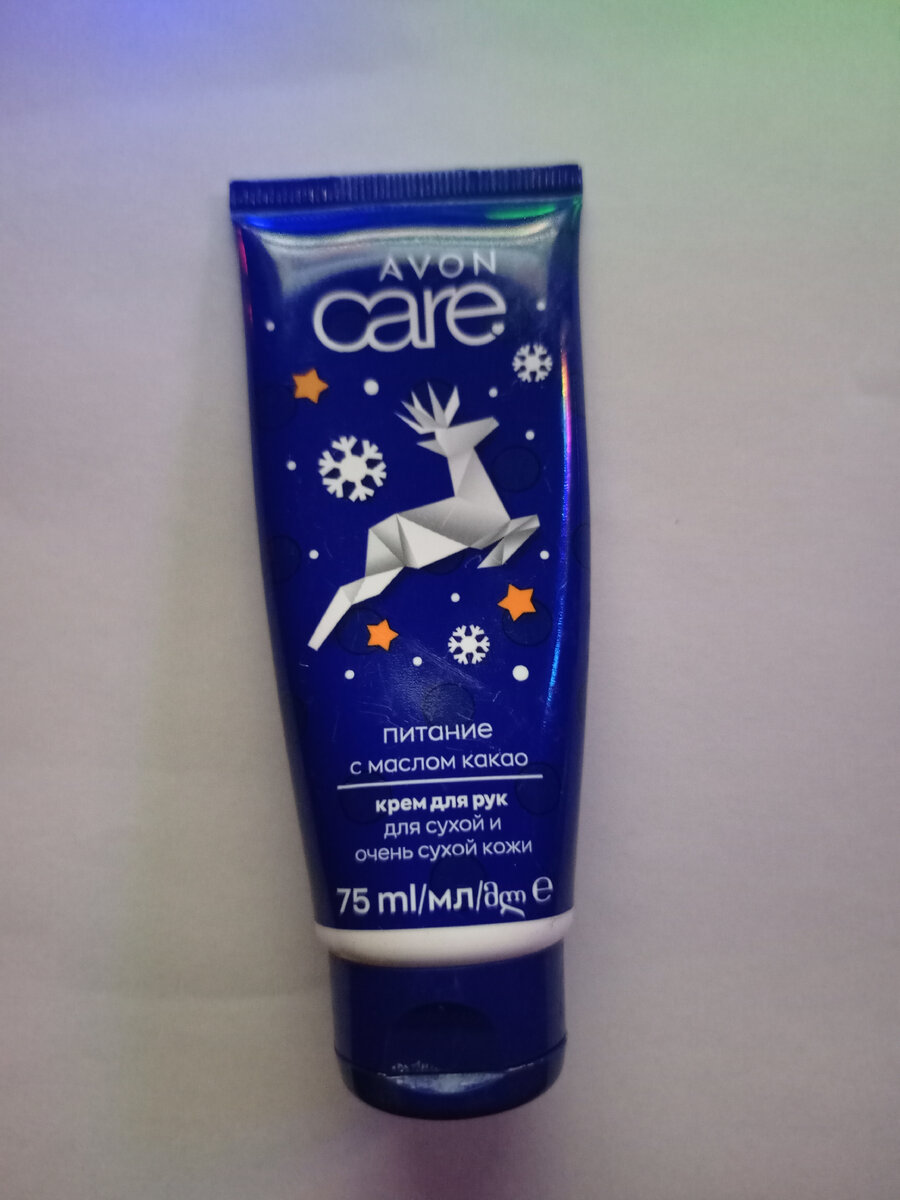 AVON
care
питание
с маслом какао
крем для рук
для сухой и
очень сухой кожи
75 ml/мл/მლ e